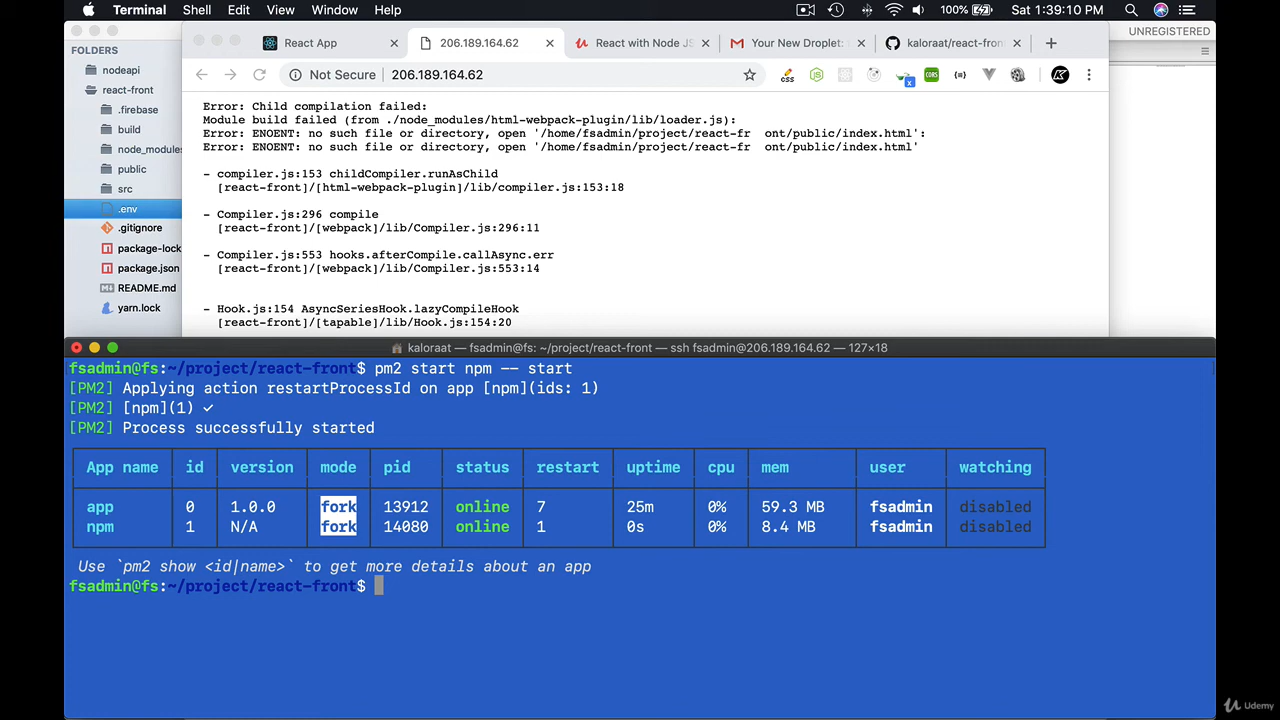 Terminal Shell Edit View Window Help 100% Sat 1:39:10 PM
UNREGISTERED
FOLDERS
nodeapi
react-front
.firebase
build
node_modules
public
src
.env
.gitignore
package-lock
package.json
README.md
yarn.lock
React App 206.189.164.62 React with Node JS Your New Droplet: kaloraat/react-fron
Not Secure 206.189.164.62
css x CORS
Error: Child compilation failed:
Module build failed (from ./node_modules/html-webpack-plugin/lib/loader.js):
Error: ENOENT: no such file or directory, open '/home/fsadmin/project/react-fr  ont/public/index.html':
Error: ENOENT: no such file or directory, open '/home/fsadmin/project/react-fr  ont/public/index.html'
- compiler.js:153 childCompiler.runAsChild
[react-front]/[html-webpack-plugin]/lib/compiler.js:153:18
- Compiler.js:296 compile
[react-front]/[webpack]/lib/Compiler.js:296:11
- Compiler.js:553 hooks.afterCompile.callAsync.err
[react-front]/[webpack]/lib/Compiler.js:553:14
- Hook.js:154 AsyncSeriesHook.lazyCompileHook
[react-front]/[tapable]/lib/Hook.js:154:20
kaloraat — fsadmin@fs: ~/project/react-front — ssh fsadmin@206.189.164.62 — 127×18
fsadmin@fs:~/project/react-front$ pm2 start npm -- start
[PM2] Applying action restartProcessId on app [npm](ids: 1)
[PM2] [npm](1) ✓
[PM2] Process successfully started
App name id version mode pid status restart uptime cpu mem user watching
app 0 1.0.0 fork 13912 online 7 25m 0% 59.3 MB fsadmin disabled
npm 1 N/A fork 14080 online 1 0s 0% 8.4 MB fsadmin disabled
Use `pm2 show <id|name>` to get more details about an app
fsadmin@fs:~/project/react-front$
Udemy